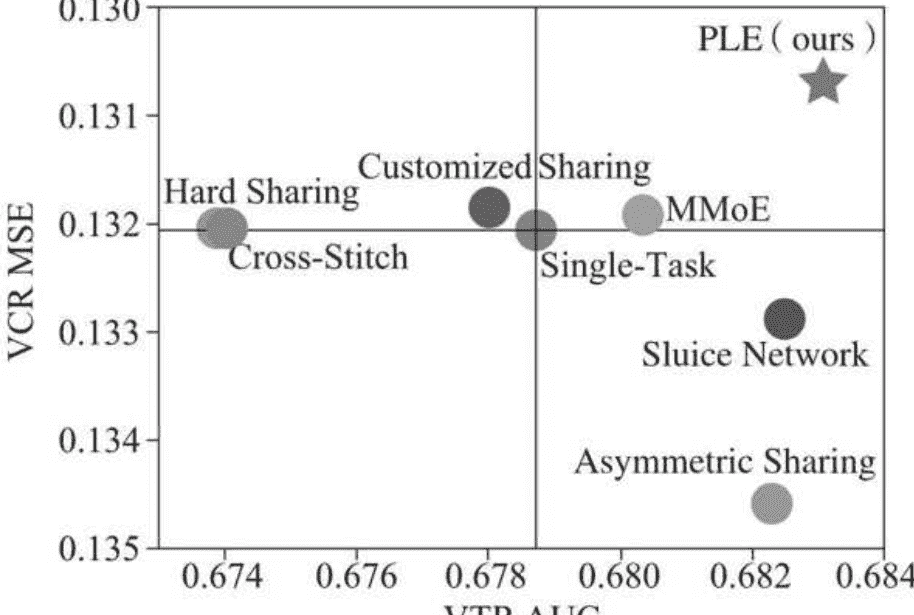 0.130
PLE ( ours )
0.131
Customized Sharing
Hard Sharing
MMoE
0.132
Cross-Stitch
Single-Task
VCR MSE
0.133
Sluice Network
0.134
Asymmetric Sharing
0.135
0.674 0.676 0.678 0.680 0.682 0.684
VTR AUC